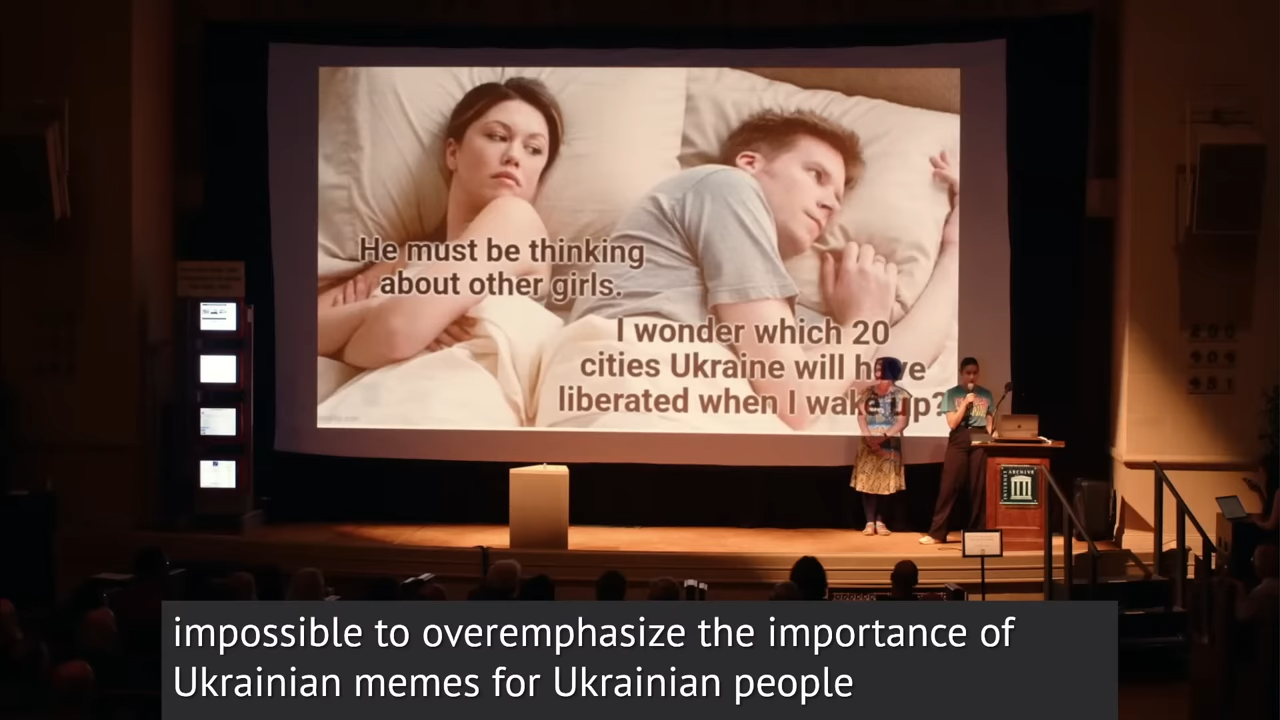 He must be thinking
about other girls.
I wonder which 20
cities Ukraine will have
liberated when I wake up?
INTERNET ARCHIVE
impossible to overemphasize the importance of
Ukrainian memes for Ukrainian people